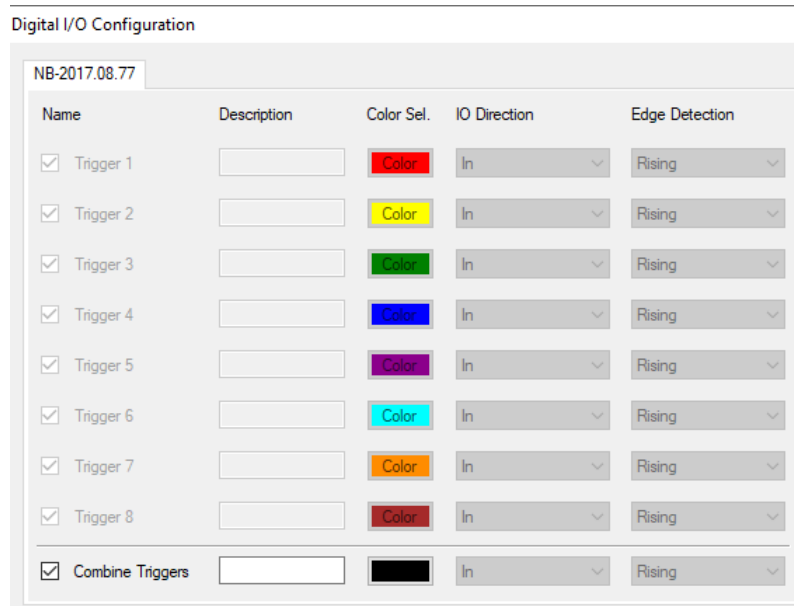 Digital I/O Configuration
NB-2017.08.77
Name Description Color Sel. IO Direction Edge Detection
Trigger 1 Color In Rising
Trigger 2 Color In Rising
Trigger 3 Color In Rising
Trigger 4 Color In Rising
Trigger 5 Color In Rising
Trigger 6 Color In Rising
Trigger 7 Color In Rising
Trigger 8 Color In Rising
Combine Triggers In Rising